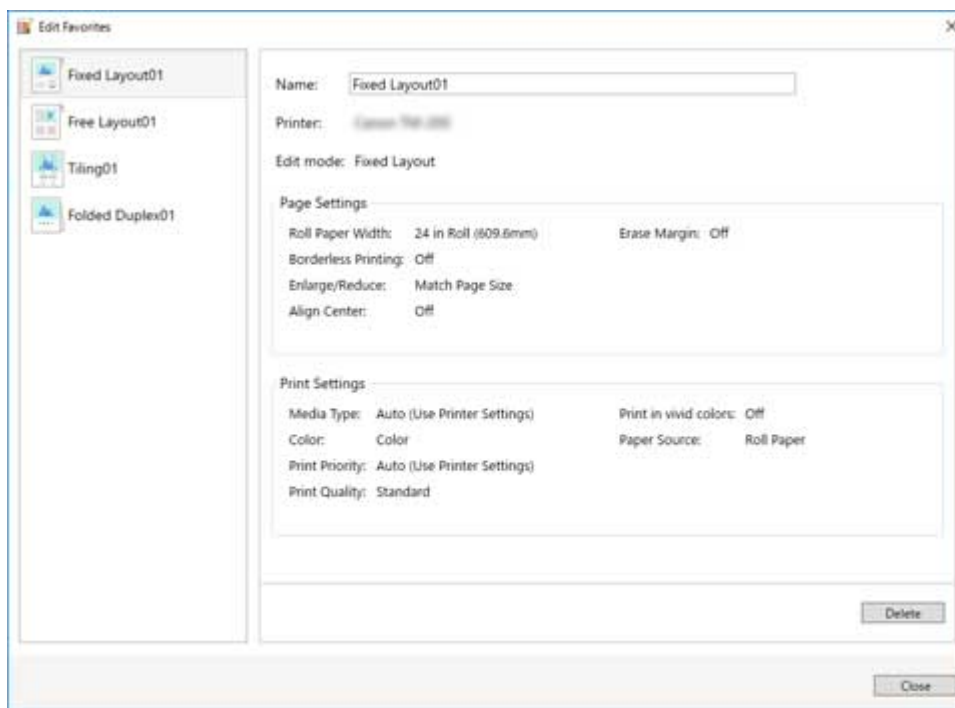 Edit Favorites
Fixed Layout01
Free Layout01
Tiling01
Folded Duplex01
Name: Fixed Layout01
Printer:
Edit mode: Fixed Layout
Page Settings
Roll Paper Width: 24 in Roll (609.6mm) Erase Margin: Off
Borderless Printing: Off
Enlarge/Reduce: Match Page Size
Align Center: Off
Print Settings
Media Type: Auto (Use Printer Settings) Print in vivid colors: Off
Color: Color Paper Source: Roll Paper
Print Priority: Auto (Use Printer Settings)
Print Quality: Standard
Delete
Close